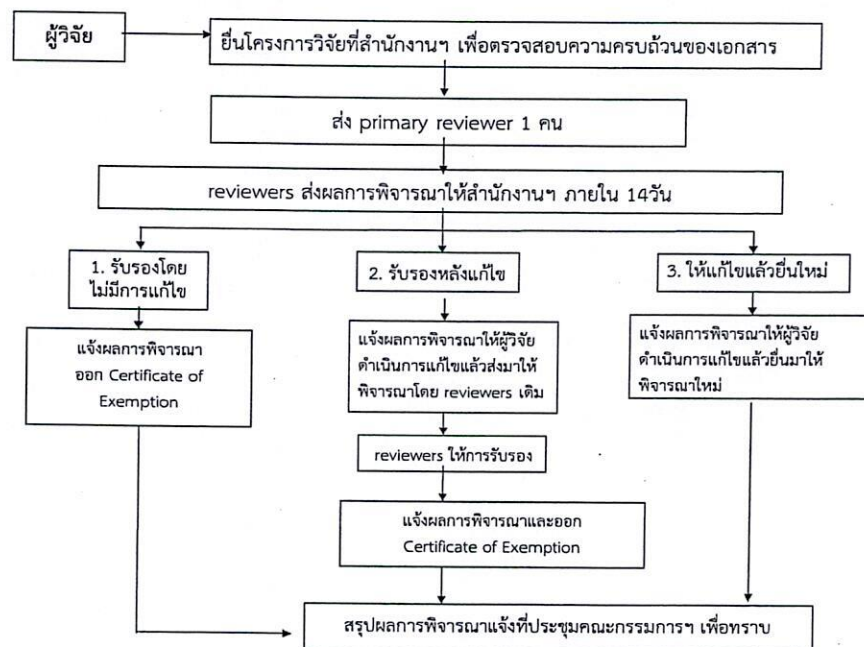 ผู้วิจัย
ยื่นโครงการวิจัยที่สำนักงานฯ เพื่อตรวจสอบความครบถ้วนของเอกสาร
ส่ง primary reviewer 1 คน
reviewers ส่งผลการพิจารณาให้สำนักงานฯ ภายใน 14วัน
1. รับรองโดย
ไม่มีการแก้ไข
2. รับรองหลังแก้ไข
3. ให้แก้ไขแล้วยื่นใหม่
แจ้งผลการพิจารณา
ออก Certificate of
Exemption
แจ้งผลการพิจารณาให้ผู้วิจัย
ดำเนินการแก้ไขแล้วส่งมาให้
พิจารณาโดย reviewers เดิม
แจ้งผลการพิจารณาให้ผู้วิจัย
ดำเนินการแก้ไขแล้วยื่นมาให้
พิจารณาใหม่
reviewers ให้การรับรอง
แจ้งผลการพิจารณาและออก
Certificate of Exemption
สรุปผลการพิจารณาแจ้งที่ประชุมคณะกรรมการฯ เพื่อทราบ